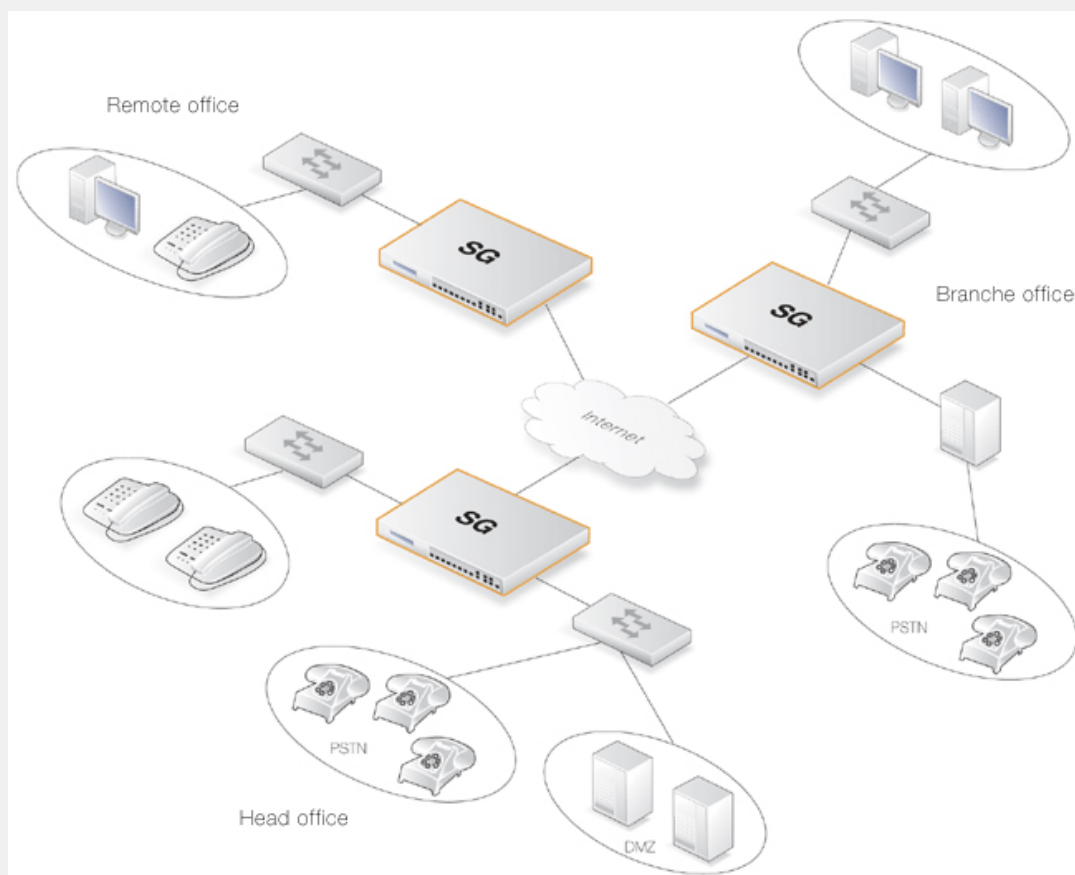 Remote office
SG
SG
Branche office
Internet
SG
PSTN
PSTN
Head office
DMZ